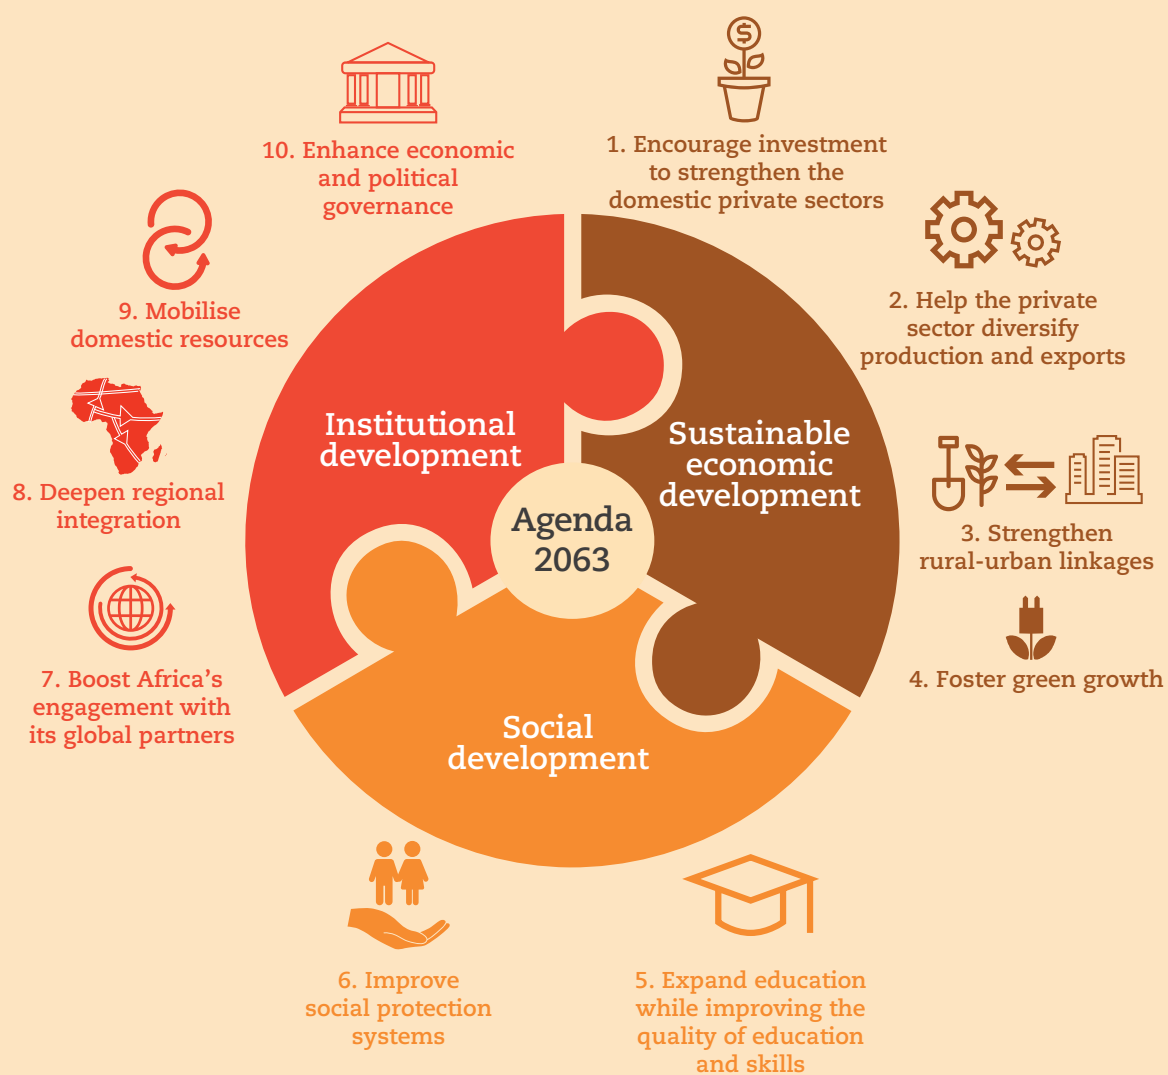 10. Enhance economic
and political
governance
1. Encourage investment
to strengthen the
domestic private sectors
9. Mobilise
domestic resources
2. Help the private
sector diversify
production and exports
8. Deepen regional
integration
3. Strengthen
rural-urban linkages
7. Boost Africa's
engagement with
its global partners
4. Foster green growth
Institutional
development
Sustainable
economic
development
Agenda
2063
Social
development
6. Improve
social protection
systems
5. Expand education
while improving the
quality of education
and skills
$